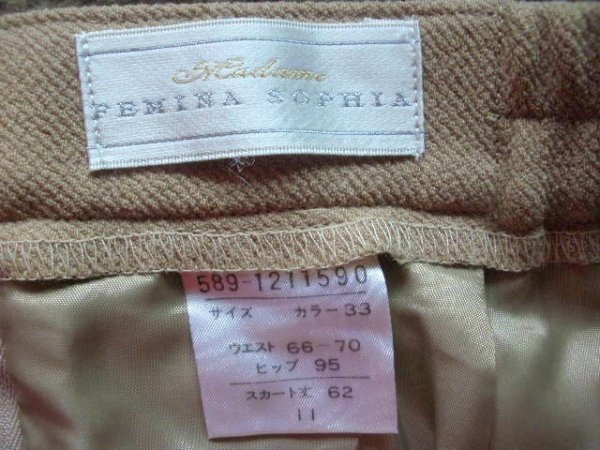 Madame
FEMINA SOPHIA
589-1211590
サイズ カラー33
ウエスト 66-70
ヒップ 95
スカート丈 62
11